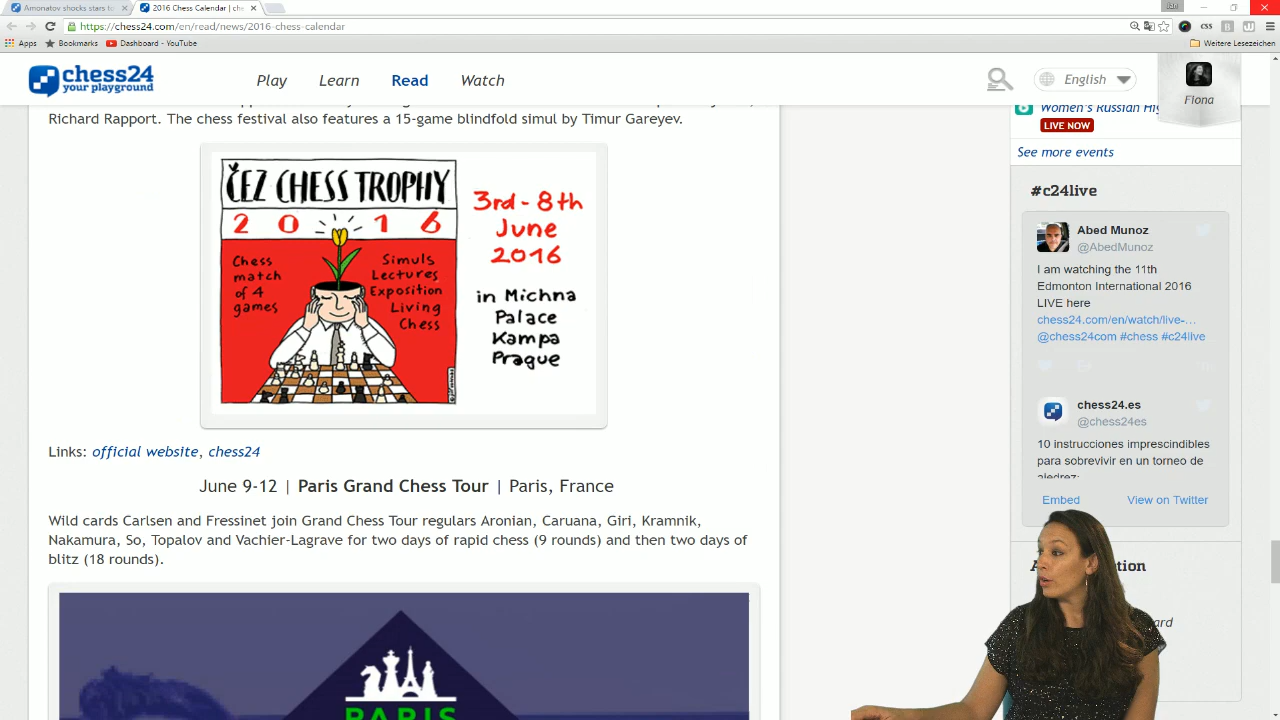 Amonatov shocks stars to
2016 Chess Calendar | che
https://chess24.com/en/read/news/2016-chess-calendar
CSS
Apps
Bookmarks
Dashboard - YouTube
Weitere Lesezeichen
chess24
your playground
Play
Learn
Read
Watch
English
Fiona
Richard Rapport. The chess festival also features a 15-game blindfold simul by Timur Gareyev.
ČEZ CHESS TROPHY
2016
Chess
match
of 4
games
Simuls
Lectures
Exposition
Living
Chess
3rd - 8th
June
2016
in Michna
Palace
Kampa
Prague
Links: official website, chess24
June 9-12 | Paris Grand Chess Tour | Paris, France
Wild cards Carlsen and Fressinet join Grand Chess Tour regulars Aronian, Caruana, Giri, Kramnik,
Nakamura, So, Topalov and Vachier-Lagrave for two days of rapid chess (9 rounds) and then two days of
blitz (18 rounds).
PARIS
Women's Russian Hig
LIVE NOW
See more events
#c24live
Abed Munoz
@AbedMunoz
I am watching the 11th
Edmonton International 2016
LIVE here
chess24.com/en/watch/live-…
@chess24com #chess #c24live
chess24.es
@chess24es
10 instrucciones imprescindibles
para sobrevivir en un torneo de
ajedrez:
Embed
View on Twitter